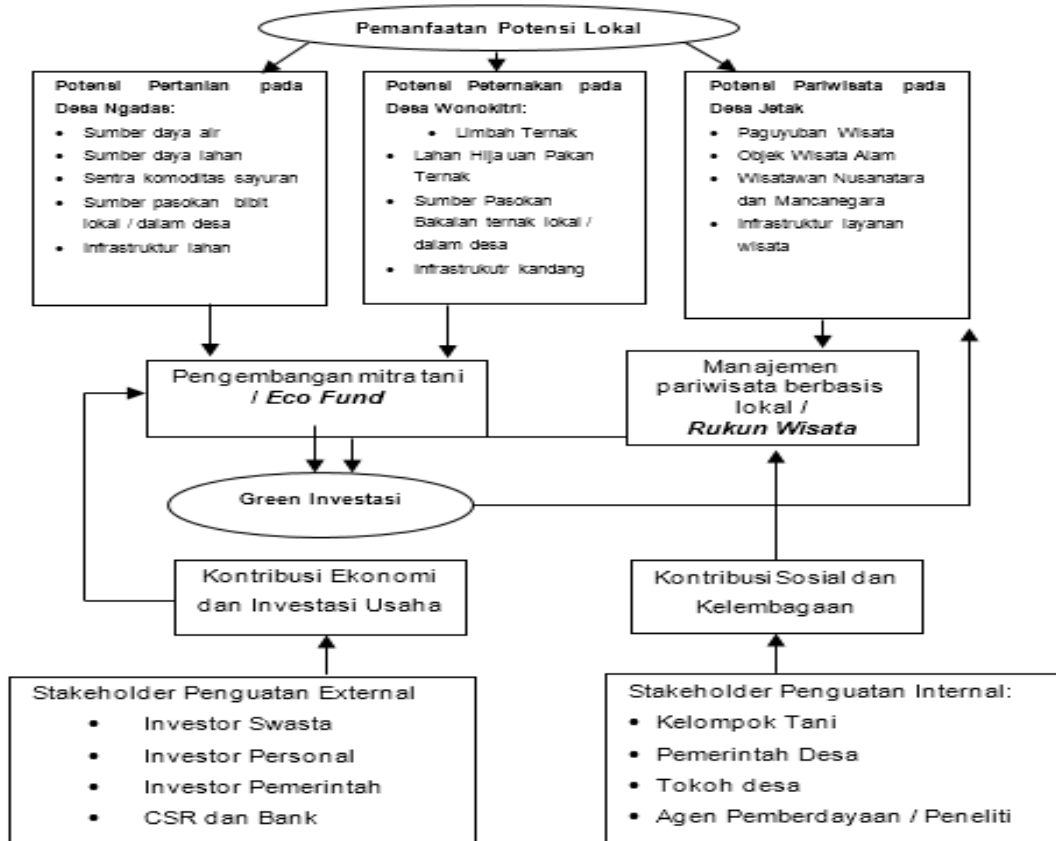 Pemanfaatan Potensi Lokal
Potensi Pertanian pada
Desa Ngadas:
• Sumber daya air
• Sumber daya lahan
• Sentra komoditas sayuran
• Sumber pasokan bibit
lokal / dalam desa
• Infrastruktur lahan
Potensi Peternakan pada
Desa Wonokitri:
• Limbah Ternak
• Lahan Hijauan Pakan
Ternak
• Sumber Pasokan
Bakalan ternak lokal /
dalam desa
• Infrastrukutr kandang
Potensi Pariwisata pada
Desa Jetak
• Paguyuban Wisata
• Objek Wisata Alam
• Wisatawan Nusanatara
dan Mancanegara
• Infrastruktur layanan
wisata
Pengembangan mitra tani
/ Eco Fund
Manajemen
pariwisata berbasis
lokal /
Rukun Wisata
Green Investasi
Kontribusi Ekonomi
dan Investasi Usaha
Kontribusi Sosial dan
Kelembagaan
Stakeholder Penguatan External
• Investor Swasta
• Investor Personal
• Investor Pemerintah
• CSR dan Bank
Stakeholder Penguatan Internal:
• Kelompok Tani
• Pemerintah Desa
• Tokoh desa
• Agen Pemberdayaan / Peneliti